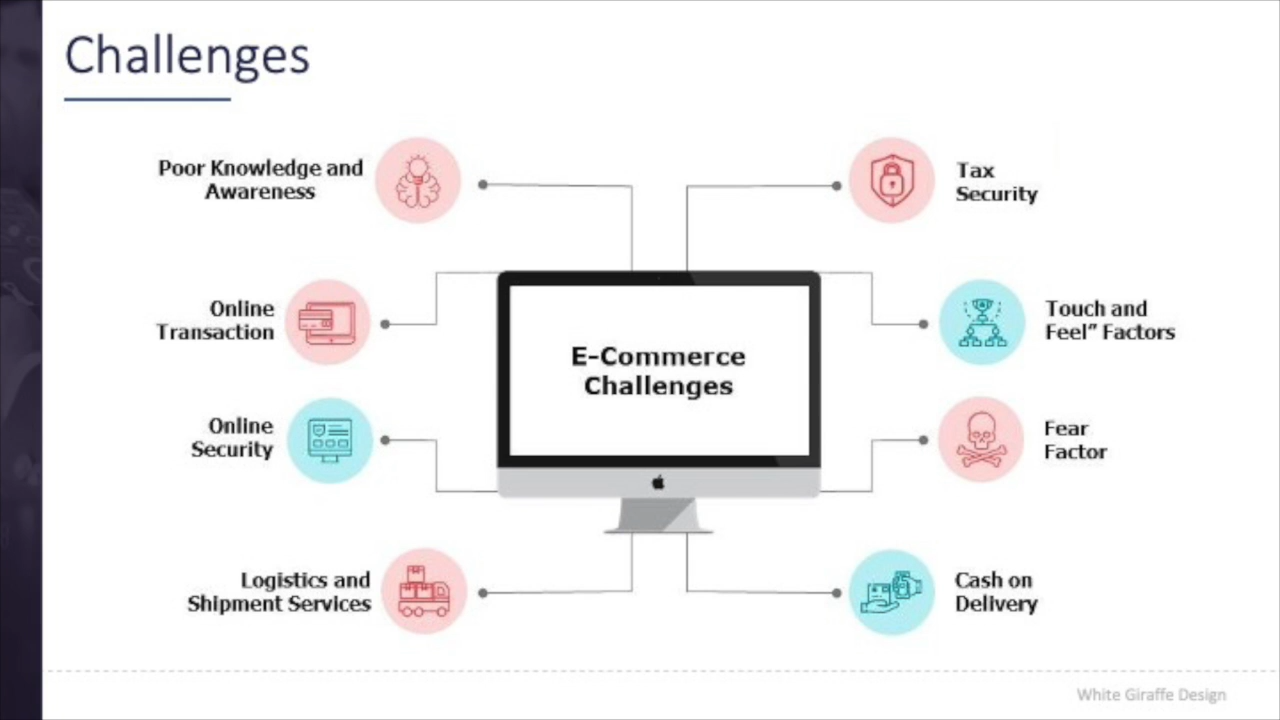 Challenges
Poor Knowledge and
Awareness
Tax
Security
Online
Transaction
Touch and
Feel” Factors
E-Commerce
Challenges
Online
Security
Fear
Factor
Logistics and
Shipment Services
Cash on
Delivery
White Giraffe Design